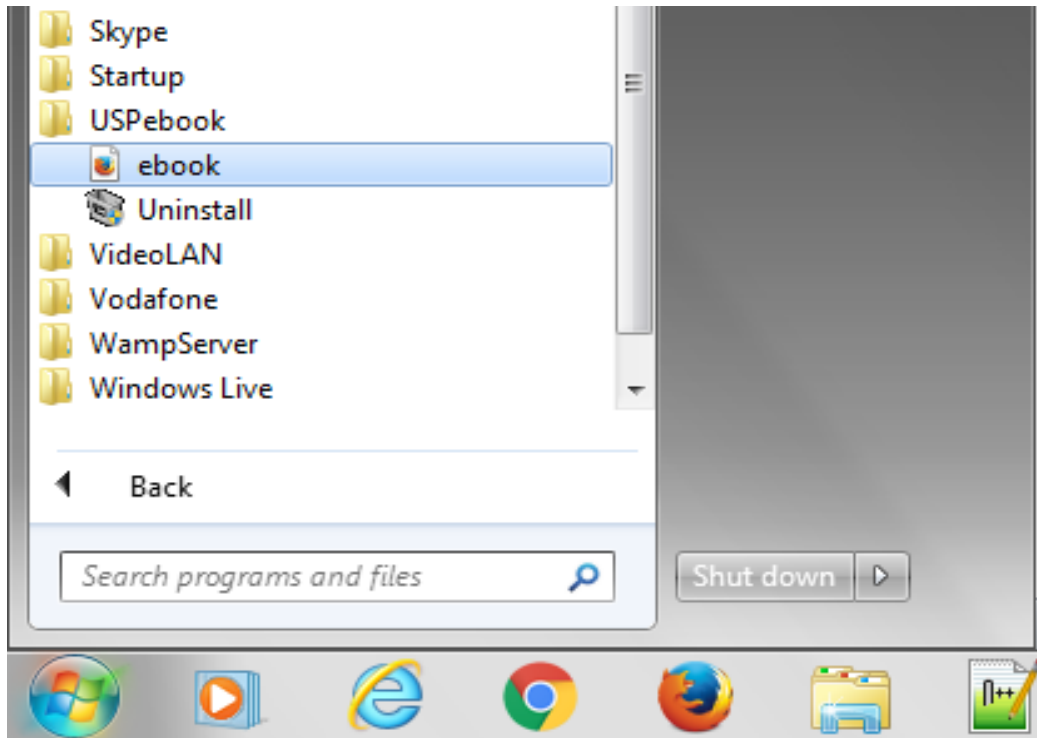 Skype
Startup
USPebook
ebook
Uninstall
VideoLAN
Vodafone
WampServer
Windows Live
Back
Search programs and files
Shut down
n++